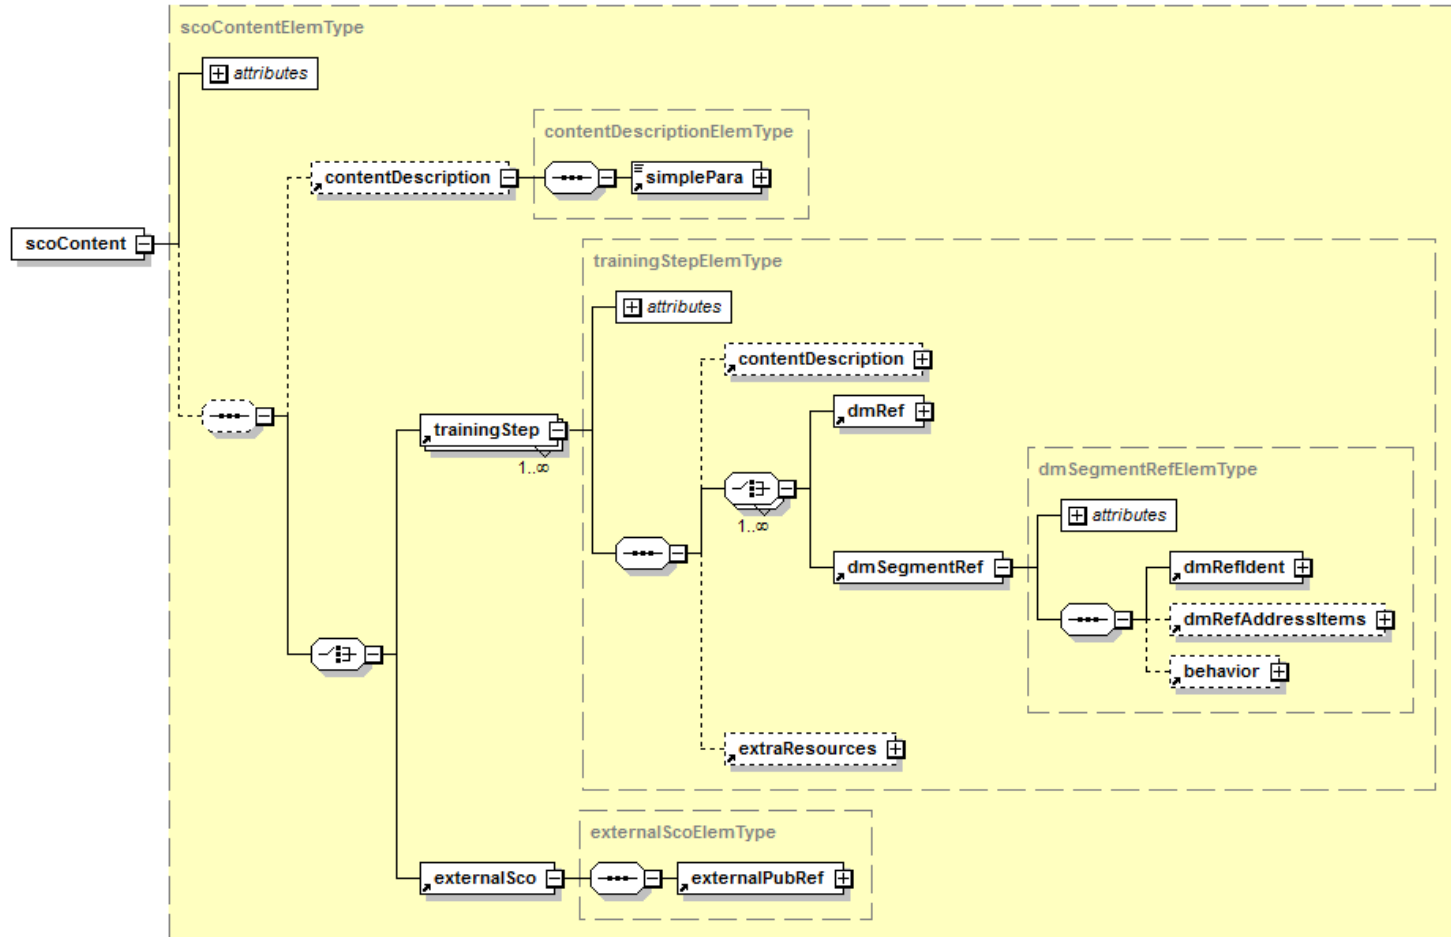 scoContentElemType
attributes
contentDescriptionElemType
contentDescription
simplePara
scoContent
trainingStepElemType
attributes
contentDescription
dmRef
trainingStep
1..∞
dmSegmentRefElemType
attributes
1..∞
dmSegmentRef
dmRefIdent
dmRefAddressItems
behavior
extraResources
externalScoElemType
externalSco
externalPubRef